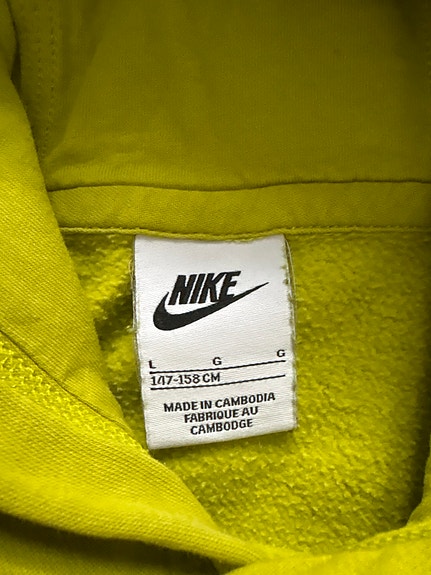 NIKE
L G G
147-158 CM
MADE IN CAMBODIA
FABRIQUE AU
CAMBODGE